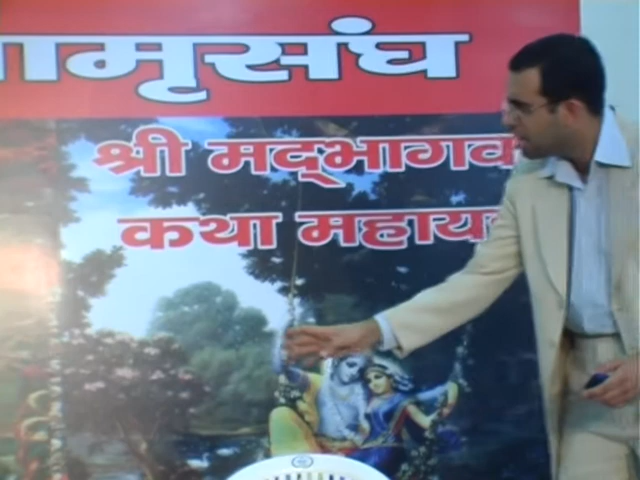 ामृसंघ
श्री मद्भागव
कथा महाय